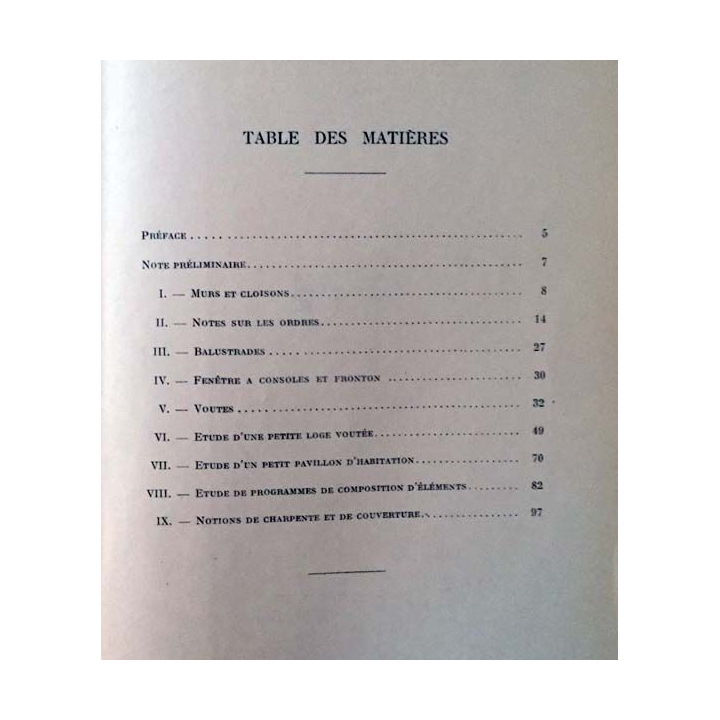 TABLE DES MATIÈRES
PRÉFACE ..... 5
NOTE PRÉLIMINAIRE ..... 7
I. — MURS ET CLOISONS ..... 8
II. — NOTES SUR LES ORDRES ..... 14
III. — BALUSTRADES ..... 27
IV. — FENÊTRE A CONSOLES ET FRONTON ..... 30
V. — VOUTES ..... 32
VI. — ETUDE D'UNE PETITE LOGE VOUTÉE ..... 49
VII. — ETUDE D'UN PETIT PAVILLON D'HABITATION ..... 70
VIII. — ETUDE DE PROGRAMMES DE COMPOSITION D'ÉLÉMENTS ..... 82
IX. — NOTIONS DE CHARPENTE ET DE COUVERTURE ..... 97